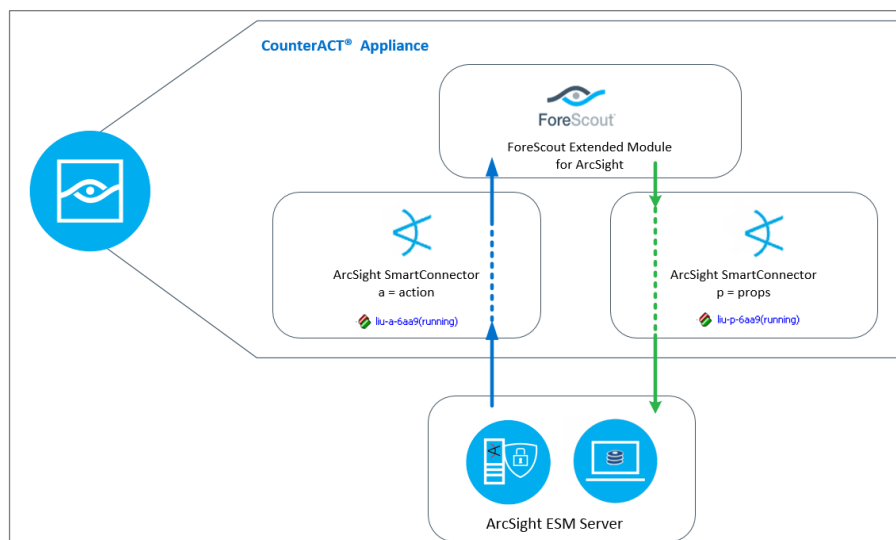 CounterACT® Appliance
ForeScout
ForeScout Extended Module
for ArcSight
ArcSight SmartConnector
a = action
liu-a-6aa9(running)
ArcSight SmartConnector
p = props
liu-p-6aa9(running)
A
ArcSight ESM Server